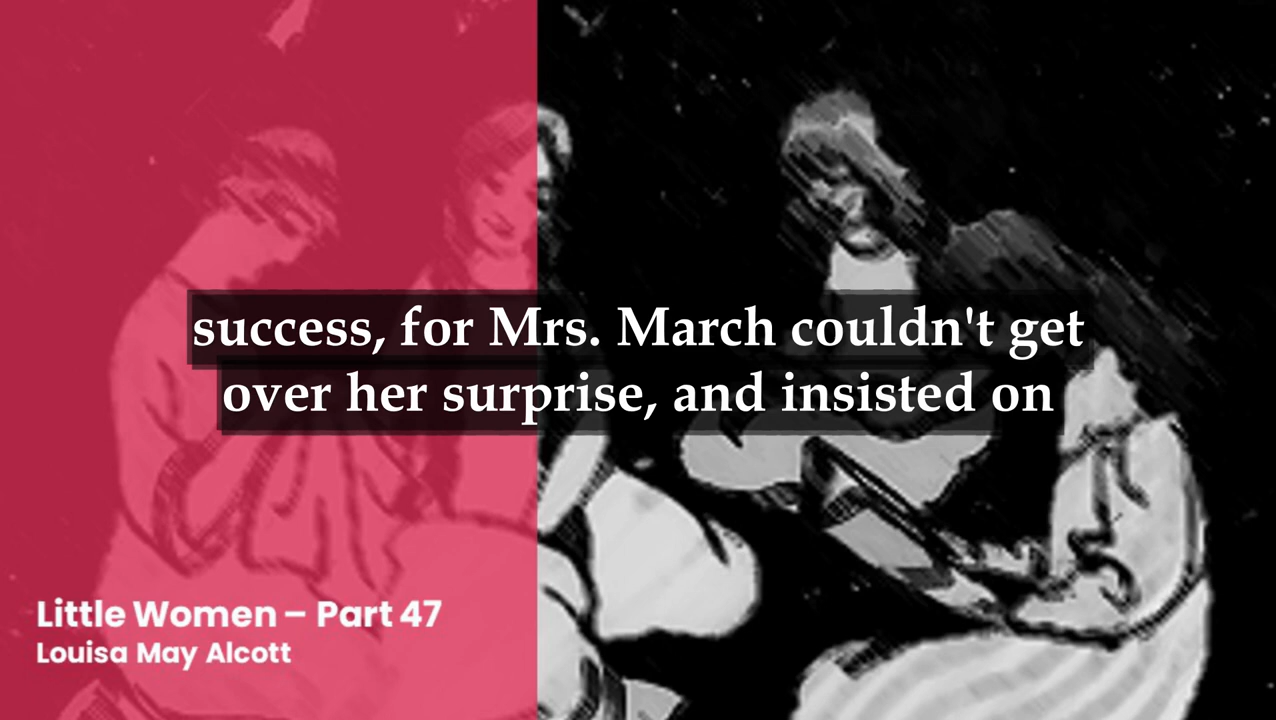 success, for Mrs. March couldn't get
over her surprise, and insisted on
Little Women – Part 47
Louisa May Alcott